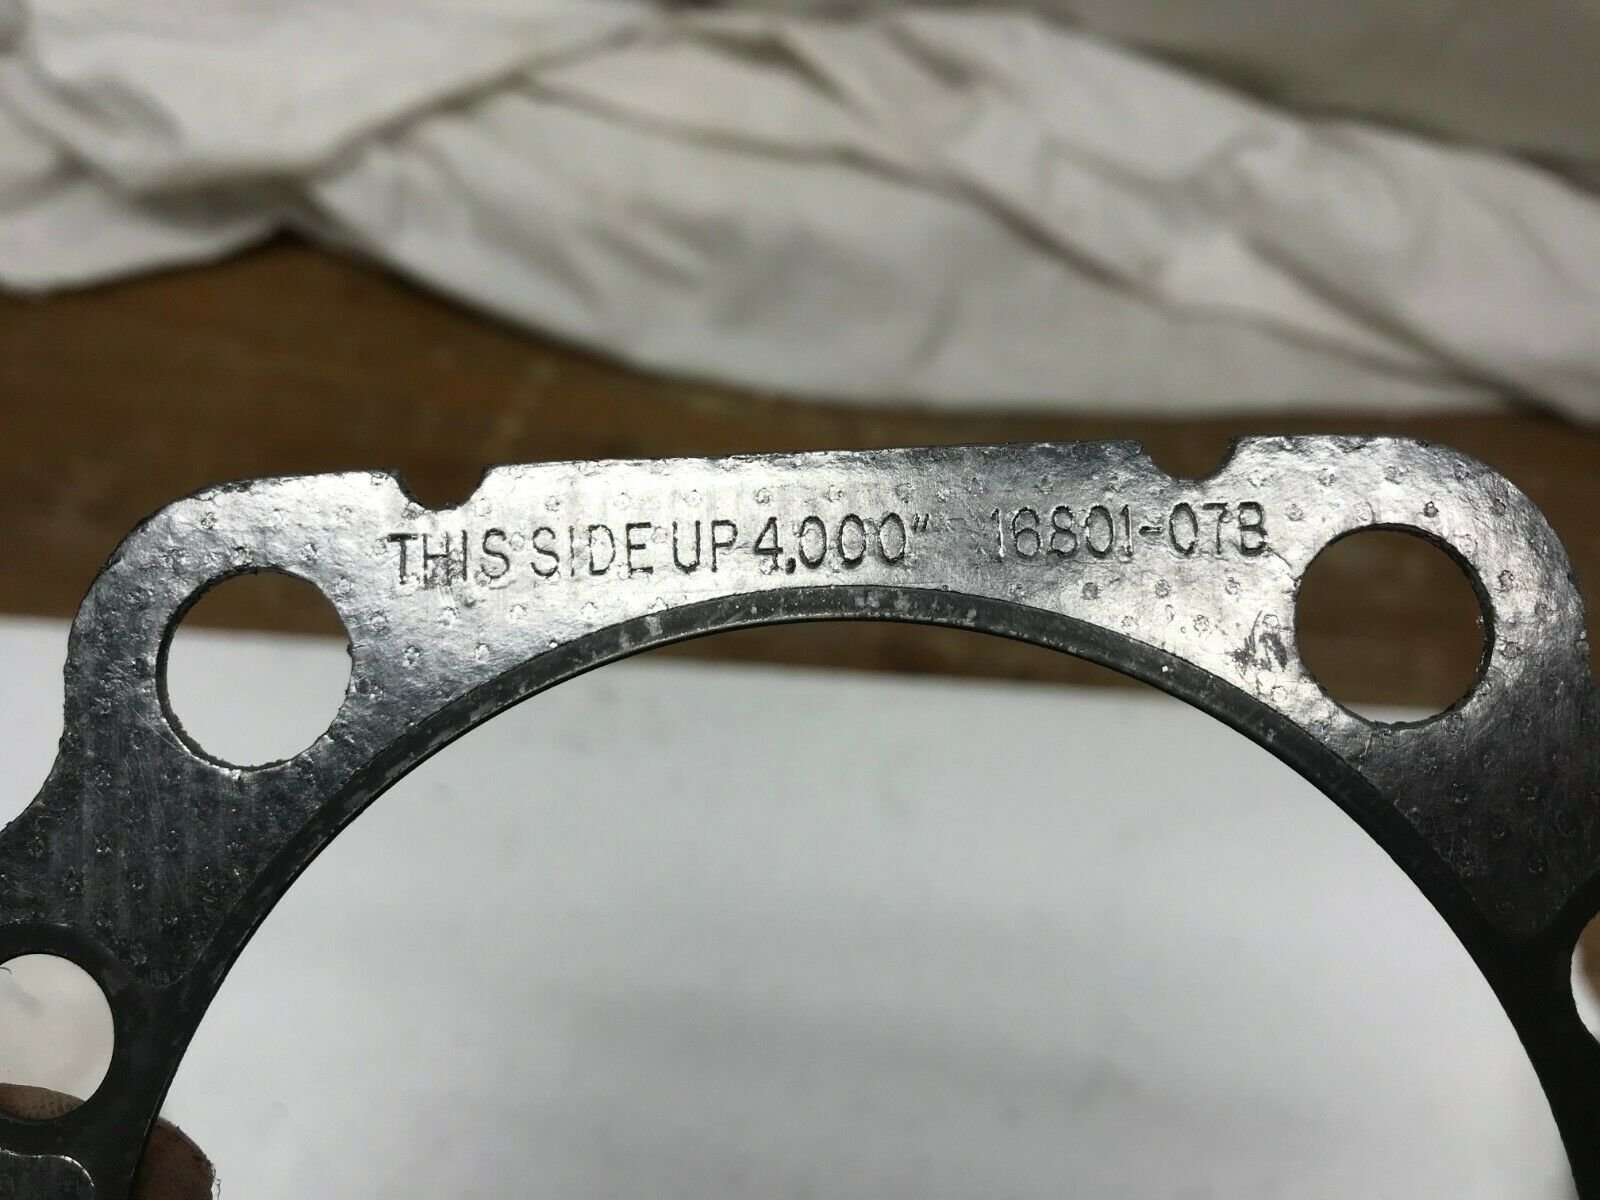 THIS SIDE UP 4.000" 16801-07B